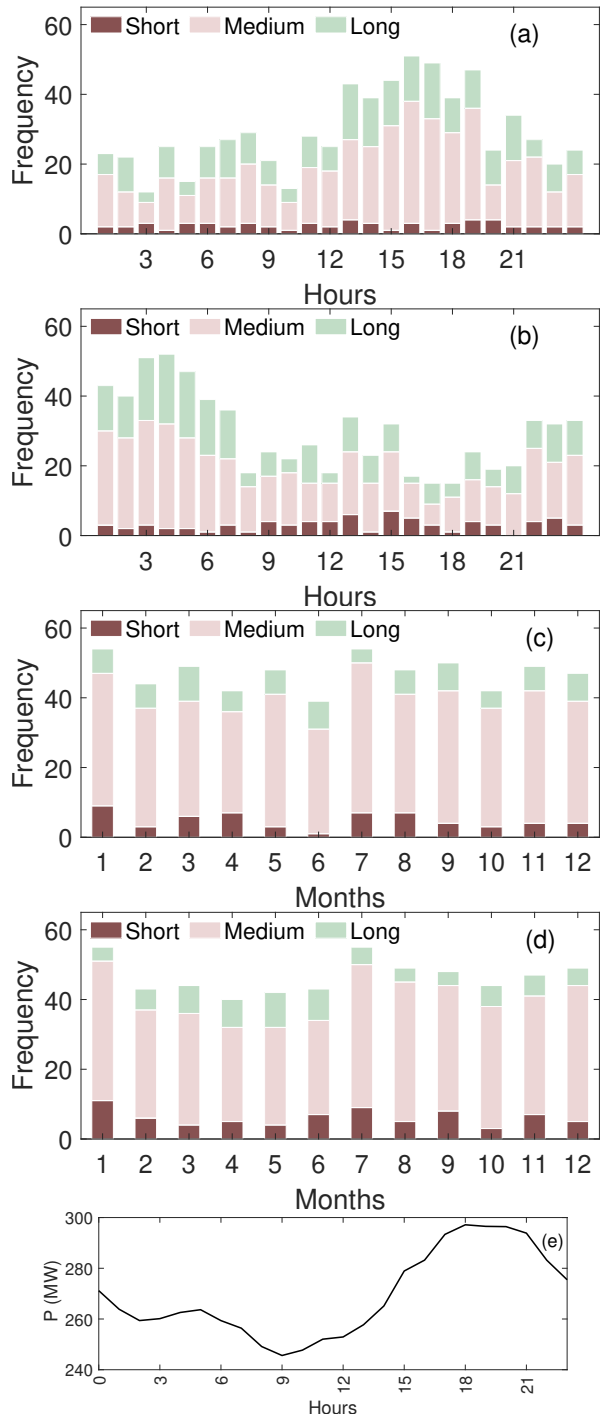 60
Short Medium Long (a)
40
20
0
Frequency
3 6 9 12 15 18 21
Hours
60
Short Medium Long (b)
40
20
0
Frequency
3 6 9 12 15 18 21
Hours
60
Short Medium Long (c)
40
20
0
Frequency
1 2 3 4 5 6 7 8 9 10 11 12
Months
60
Short Medium Long (d)
40
20
0
Frequency
1 2 3 4 5 6 7 8 9 10 11 12
Months
300
(e)
280
260
240
P (MW)
0 3 6 9 12 15 18 21
Hours